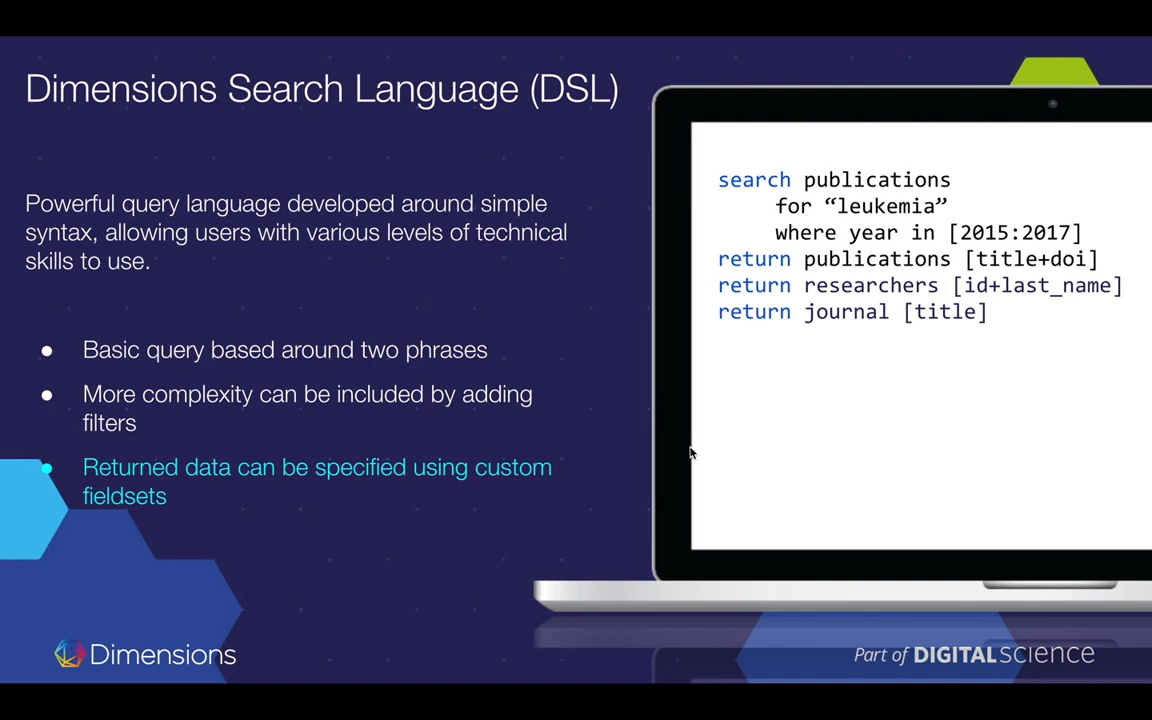 Dimensions Search Language (DSL)
Powerful query language developed around simple
syntax, allowing users with various levels of technical
skills to use.
● Basic query based around two phrases
● More complexity can be included by adding
filters
● Returned data can be specified using custom
fieldsets
search publications
for “leukemia”
where year in [2015:2017]
return publications [title+doi]
return researchers [id+last_name]
return journal [title]
Dimensions
Part of DIGITALSCIENCE